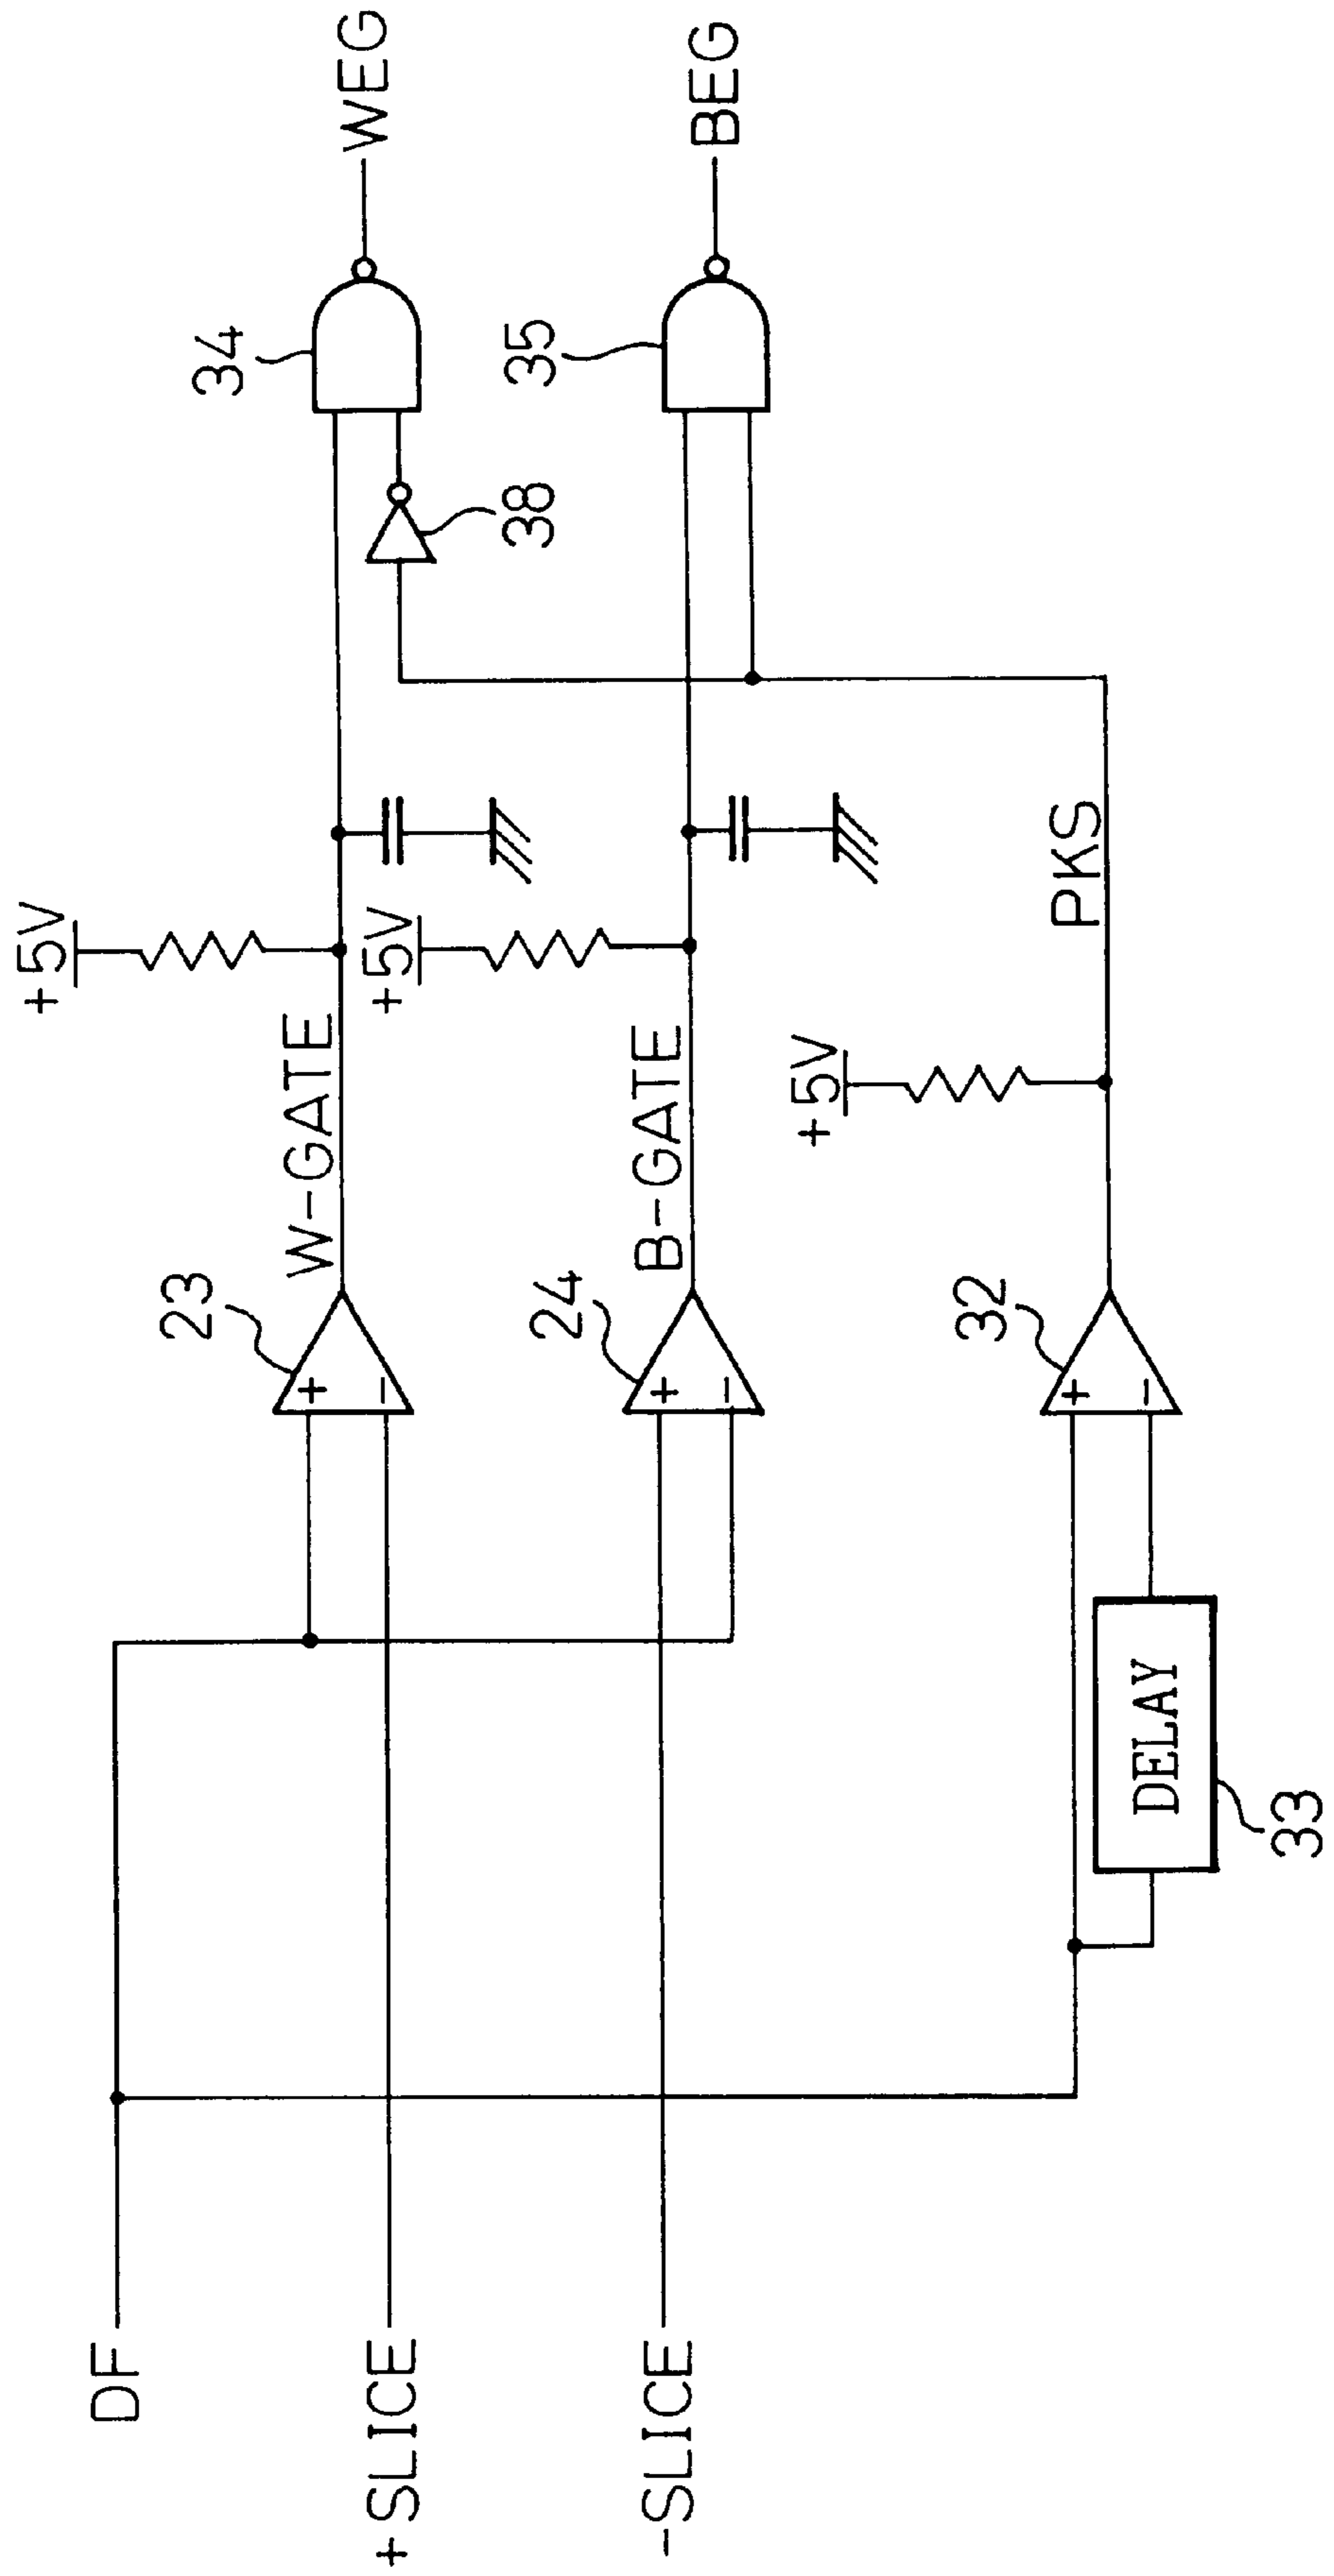 DF
+SLICE
-SLICE
DELAY
33
23
24
32
W-GATE
B-GATE
PKS
+5V
+5V
+5V
38
34
35
WEG
BEG